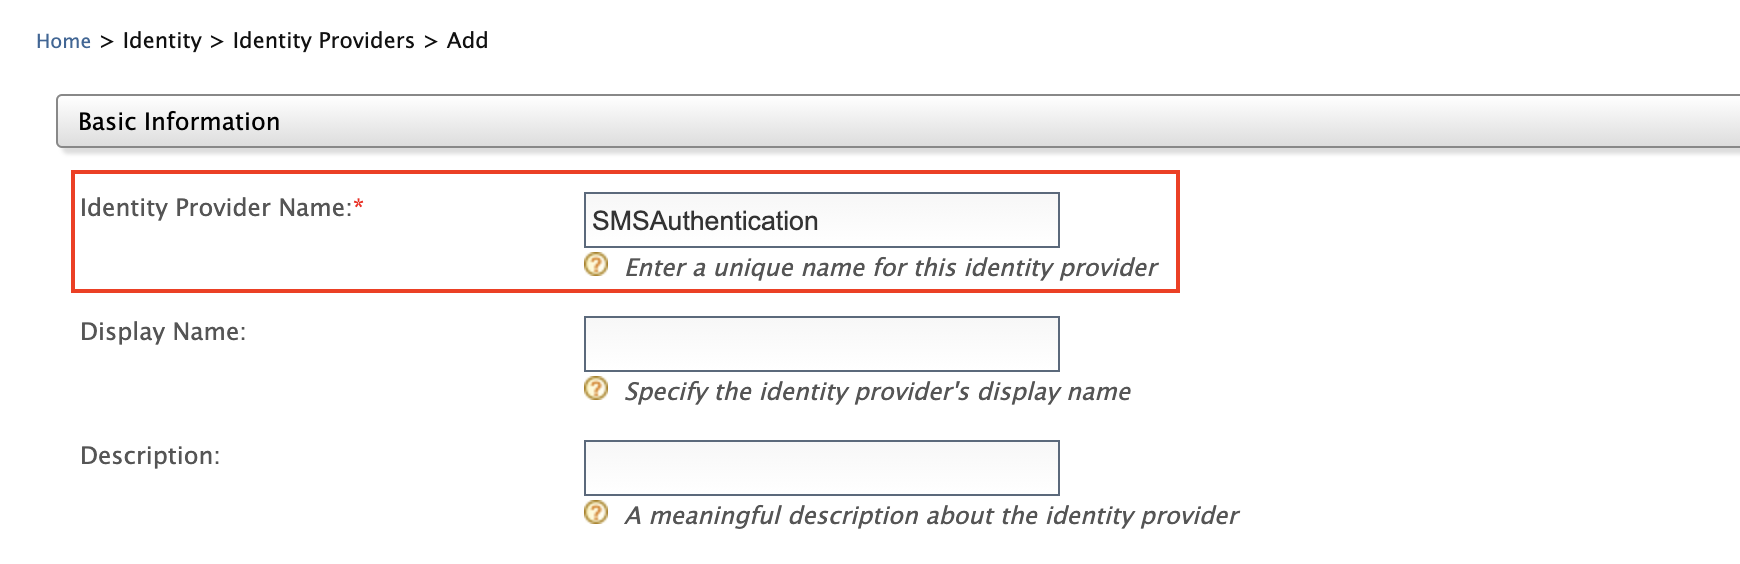 Home > Identity > Identity Providers > Add
Basic Information
Identity Provider Name:*
SMSAuthentication
? Enter a unique name for this identity provider
Display Name:
? Specify the identity provider's display name
Description:
? A meaningful description about the identity provider